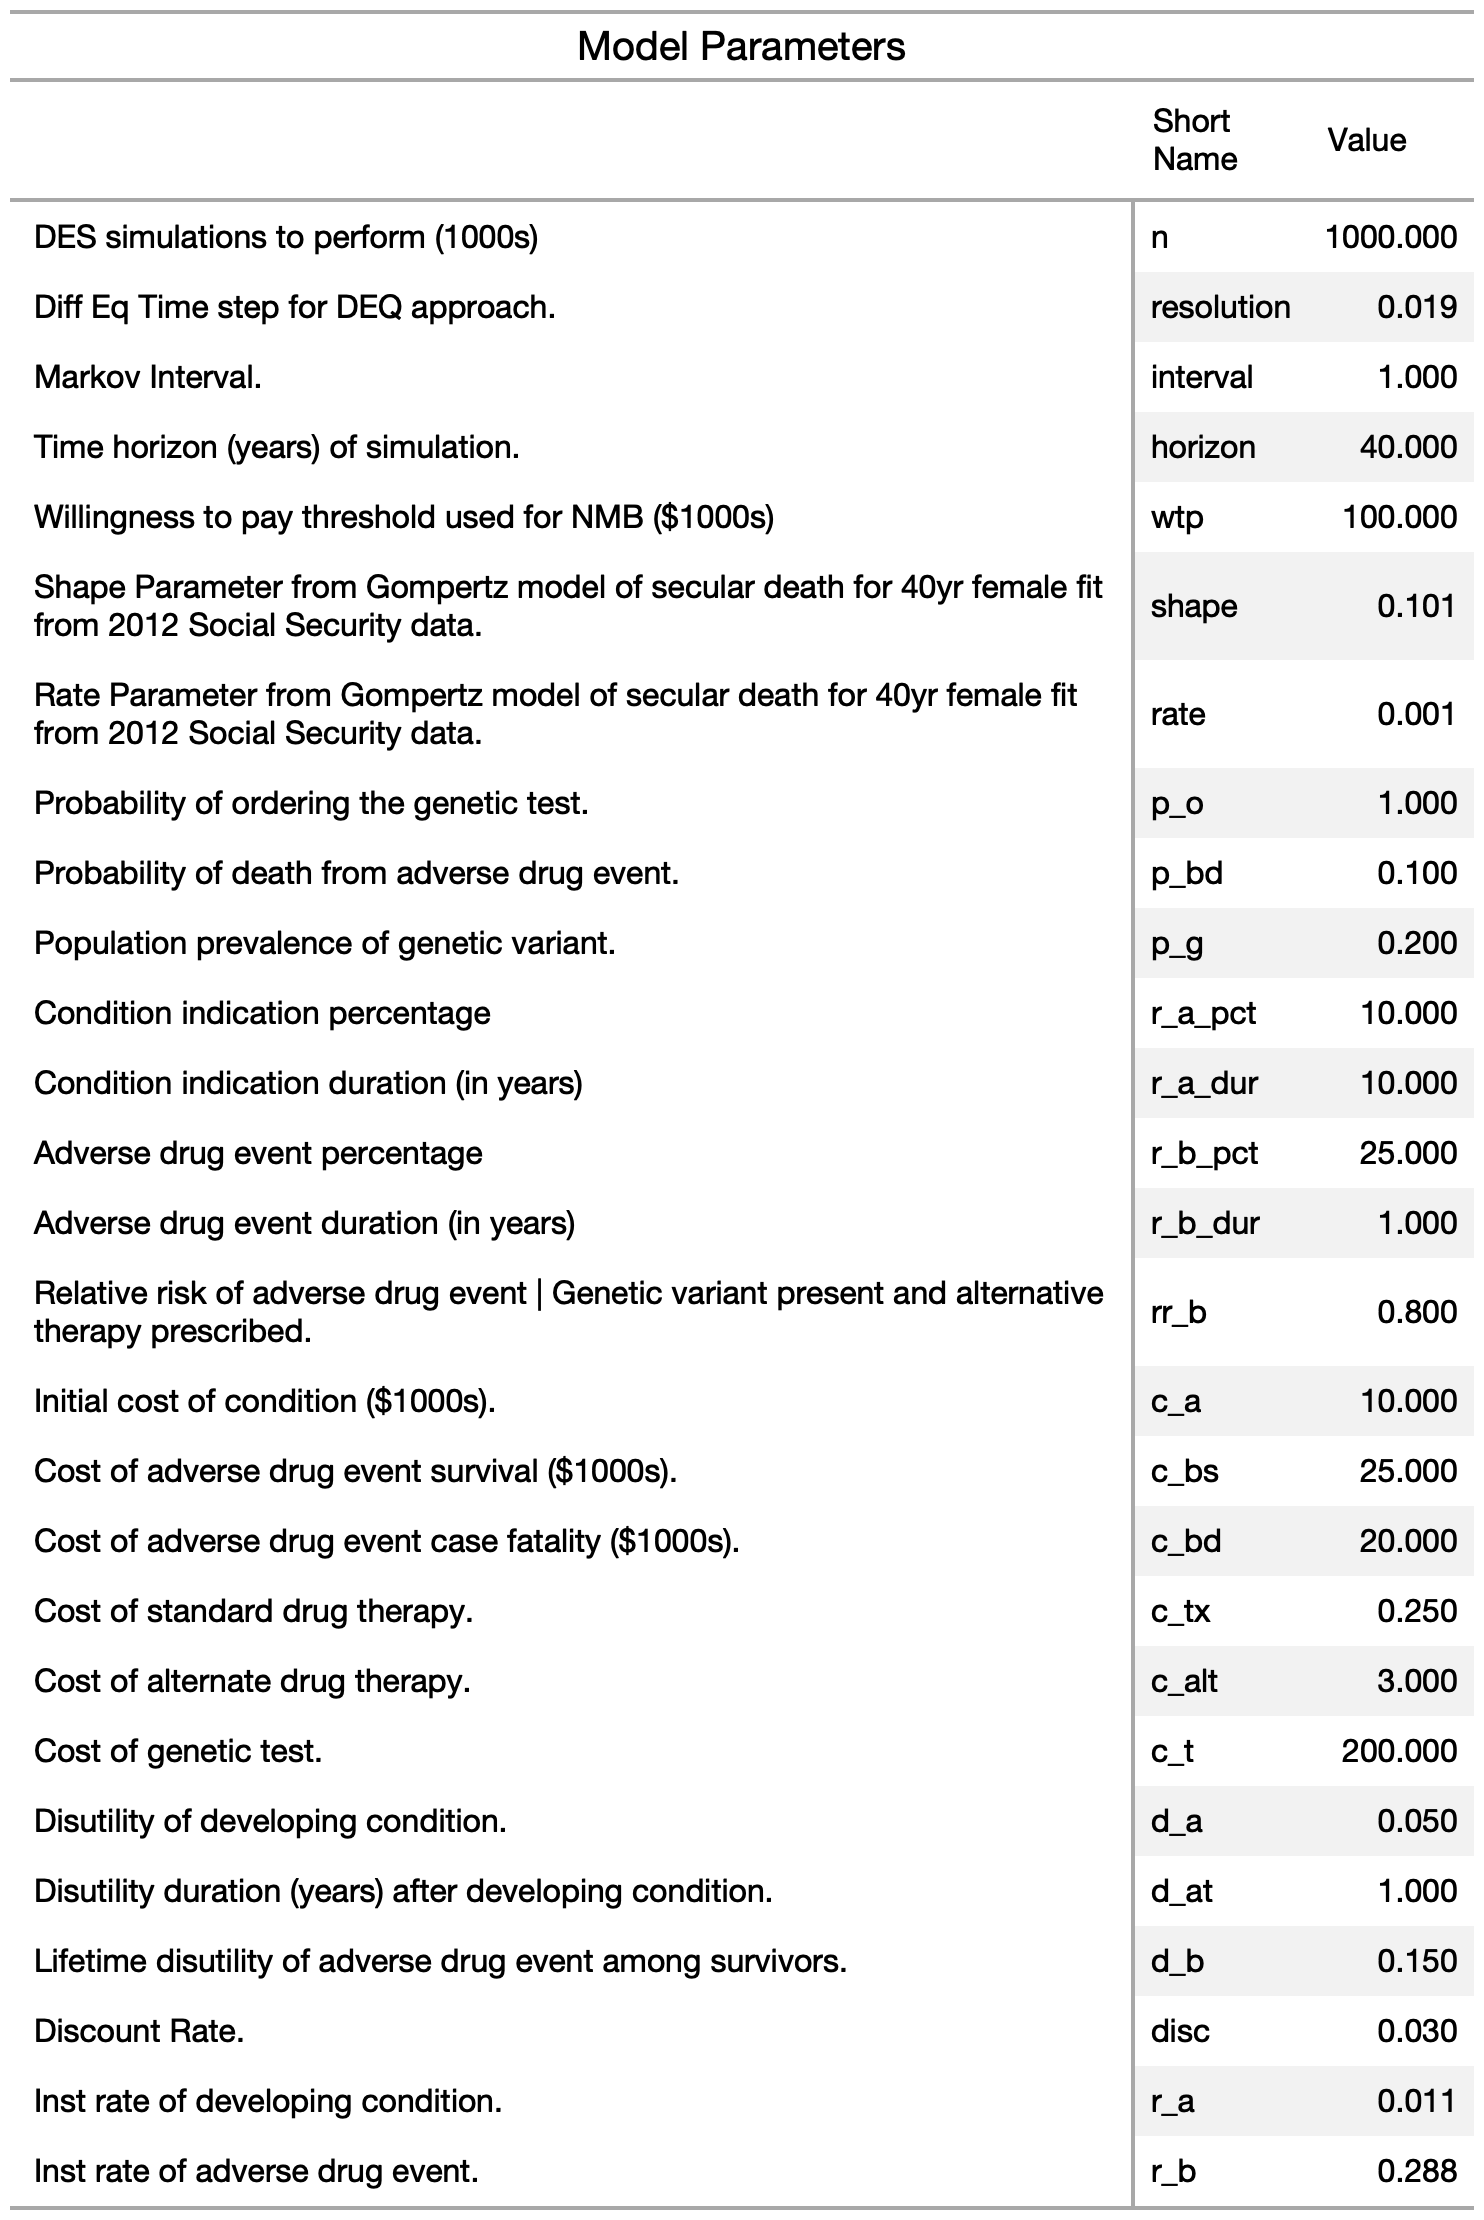 Model Parameters
Short
Name
Value
DES simulations to perform (1000s) n 1000.000
Diff Eq Time step for DEQ approach. resolution 0.019
Markov Interval. interval 1.000
Time horizon (years) of simulation. horizon 40.000
Willingness to pay threshold used for NMB ($1000s) wtp 100.000
Shape Parameter from Gompertz model of secular death for 40yr female fit
from 2012 Social Security data. shape 0.101
Rate Parameter from Gompertz model of secular death for 40yr female fit
from 2012 Social Security data. rate 0.001
Probability of ordering the genetic test. p_o 1.000
Probability of death from adverse drug event. p_bd 0.100
Population prevalence of genetic variant. p_g 0.200
Condition indication percentage r_a_pct 10.000
Condition indication duration (in years) r_a_dur 10.000
Adverse drug event percentage r_b_pct 25.000
Adverse drug event duration (in years) r_b_dur 1.000
Relative risk of adverse drug event | Genetic variant present and alternative
therapy prescribed. rr_b 0.800
Initial cost of condition ($1000s). c_a 10.000
Cost of adverse drug event survival ($1000s). c_bs 25.000
Cost of adverse drug event case fatality ($1000s). c_bd 20.000
Cost of standard drug therapy. c_tx 0.250
Cost of alternate drug therapy. c_alt 3.000
Cost of genetic test. c_t 200.000
Disutility of developing condition. d_a 0.050
Disutility duration (years) after developing condition. d_at 1.000
Lifetime disutility of adverse drug event among survivors. d_b 0.150
Discount Rate. disc 0.030
Inst rate of developing condition. r_a 0.011
Inst rate of adverse drug event. r_b 0.288